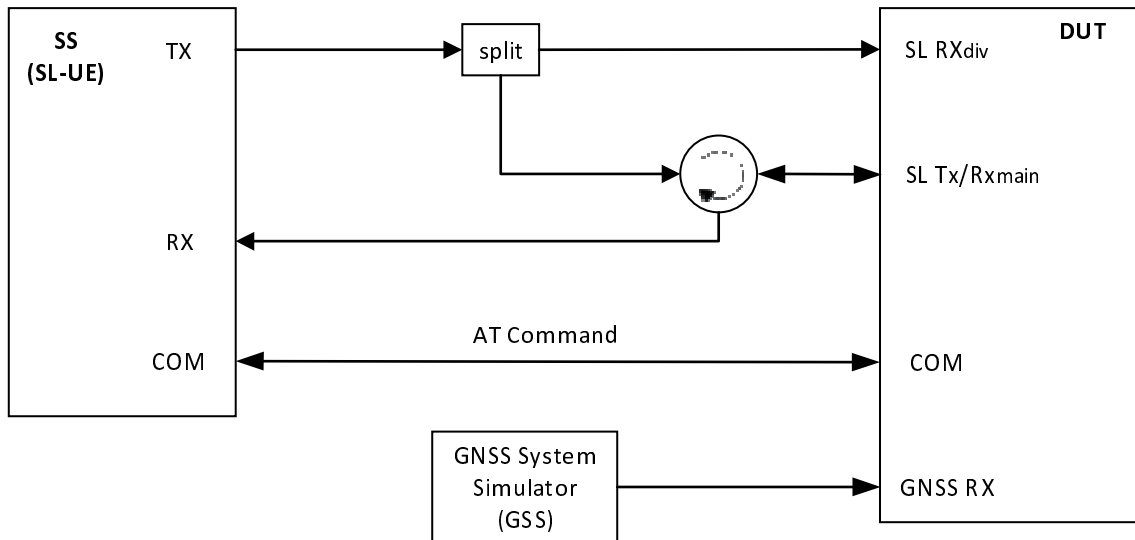 SS
(SL-UE)
TX
RX
COM
split
AT Command
GNSS System
Simulator
(GSS)
DUT
SL RXdiv
SL Tx/Rxmain
COM
GNSS RX